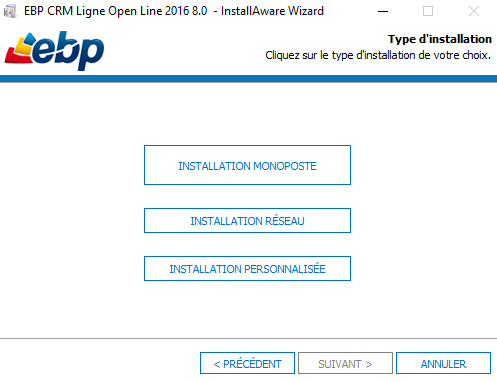 EBP CRM Ligne Open Line 2016 8.0 - InstallAware Wizard
ebp
Type d'installation
Cliquez sur le type d'installation de votre choix.
INSTALLATION MONOPOSTE
INSTALLATION RÉSEAU
INSTALLATION PERSONNALISÉE
< PRÉCÉDENT
SUIVANT >
ANNULER